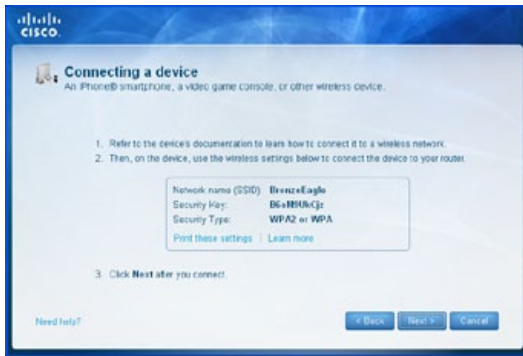 CISCO.
Connecting a device
An iPhone® smartphone, a video game console, or other wireless device.
1. Refer to the device's documentation to learn how to connect it to a wireless network.
2. Then, on the device, use the wireless settings below to connect the device to your router.
Network name (SSID): BronzeEagle
Security Key:
Security Type: WPA2 or WPA
Print these settings | Learn more
3. Click Next after you connect.
Need help?
< Back Next > Cancel